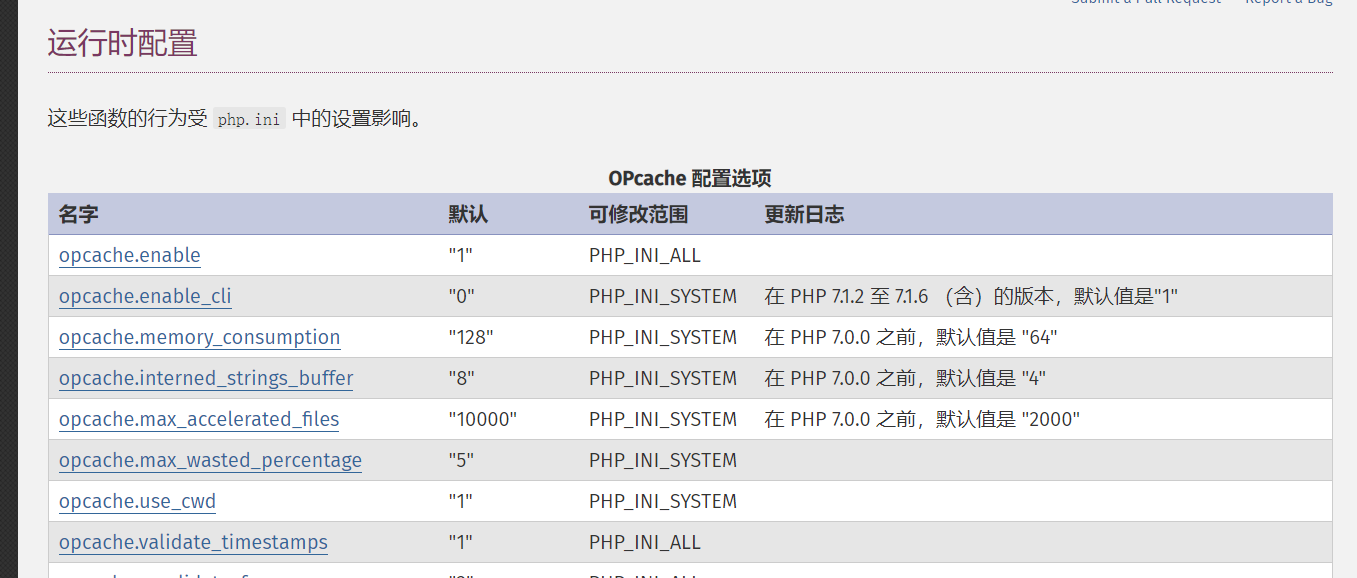 Submit a Pull Request Report a Bug
运行时配置
这些函数的行为受 php.ini 中的设置影响。
OPcache 配置选项
名字 默认 可修改范围 更新日志
opcache.enable "1" PHP_INI_ALL
opcache.enable_cli "0" PHP_INI_SYSTEM 在 PHP 7.1.2 至 7.1.6 （含）的版本，默认值是"1"
opcache.memory_consumption "128" PHP_INI_SYSTEM 在 PHP 7.0.0 之前，默认值是 "64"
opcache.interned_strings_buffer "8" PHP_INI_SYSTEM 在 PHP 7.0.0 之前，默认值是 "4"
opcache.max_accelerated_files "10000" PHP_INI_SYSTEM 在 PHP 7.0.0 之前，默认值是 "2000"
opcache.max_wasted_percentage "5" PHP_INI_SYSTEM
opcache.use_cwd "1" PHP_INI_SYSTEM
opcache.validate_timestamps "1" PHP_INI_ALL